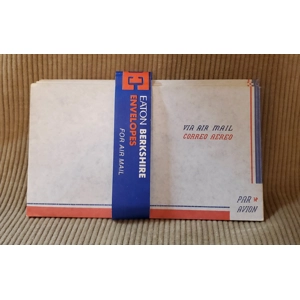 EATON BERKSHIRE
ENVELOPES
FOR AIR MAIL
VIA AIR MAIL
CORREO AEREO
PAR
AVION